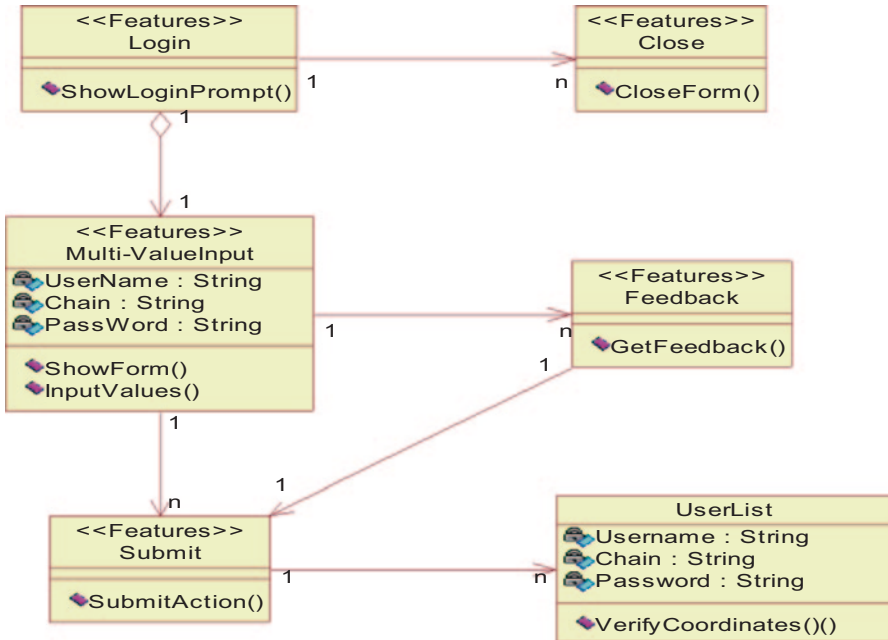 <<Features>>
Login
ShowLoginPrompt()
1
n
<<Features>>
Close
CloseForm()
1
1
<<Features>>
Multi-ValueInput
UserName : String
Chain : String
PassWord : String
ShowForm()
InputValues()
1
n
<<Features>>
Feedback
GetFeedback()
1
1
1
n
<<Features>>
Submit
SubmitAction()
1
n
UserList
Username : String
Chain : String
Password : String
VerifyCoordinates()()